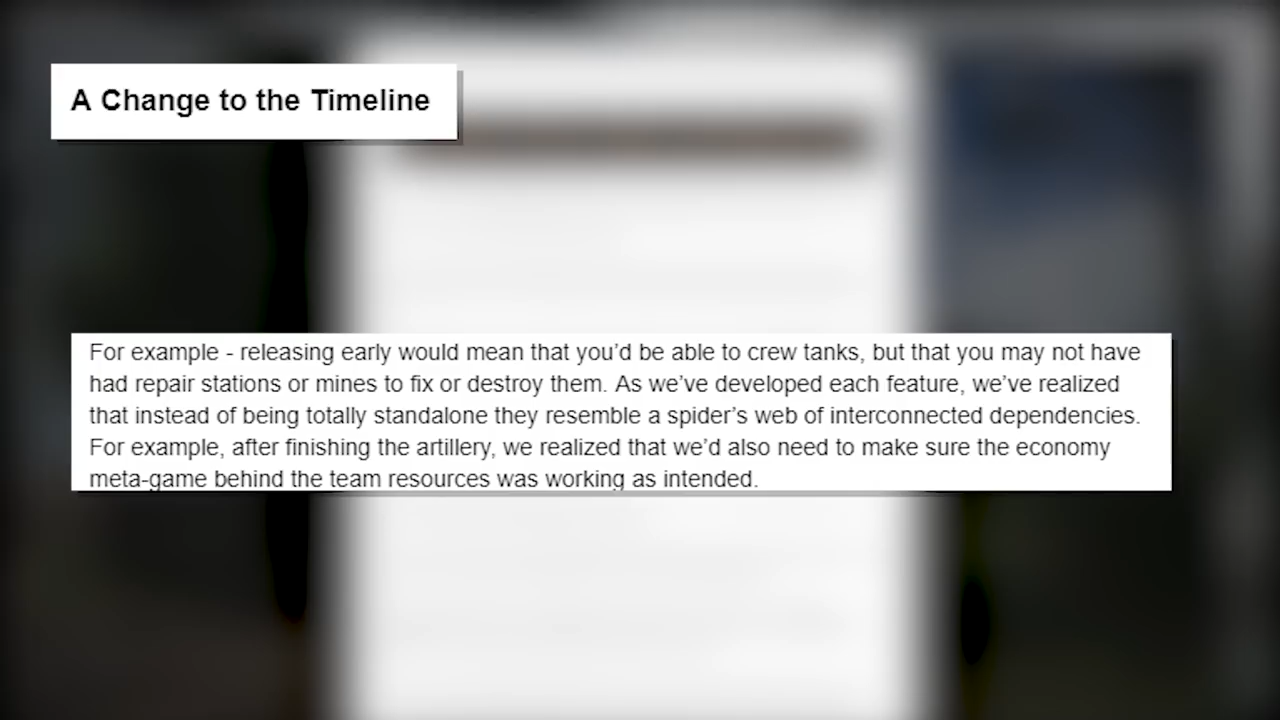 A Change to the Timeline
For example - releasing early would mean that you’d be able to crew tanks, but that you may not have
had repair stations or mines to fix or destroy them. As we’ve developed each feature, we’ve realized
that instead of being totally standalone they resemble a spider’s web of interconnected dependencies.
For example, after finishing the artillery, we realized that we’d also need to make sure the economy
meta-game behind the team resources was working as intended.